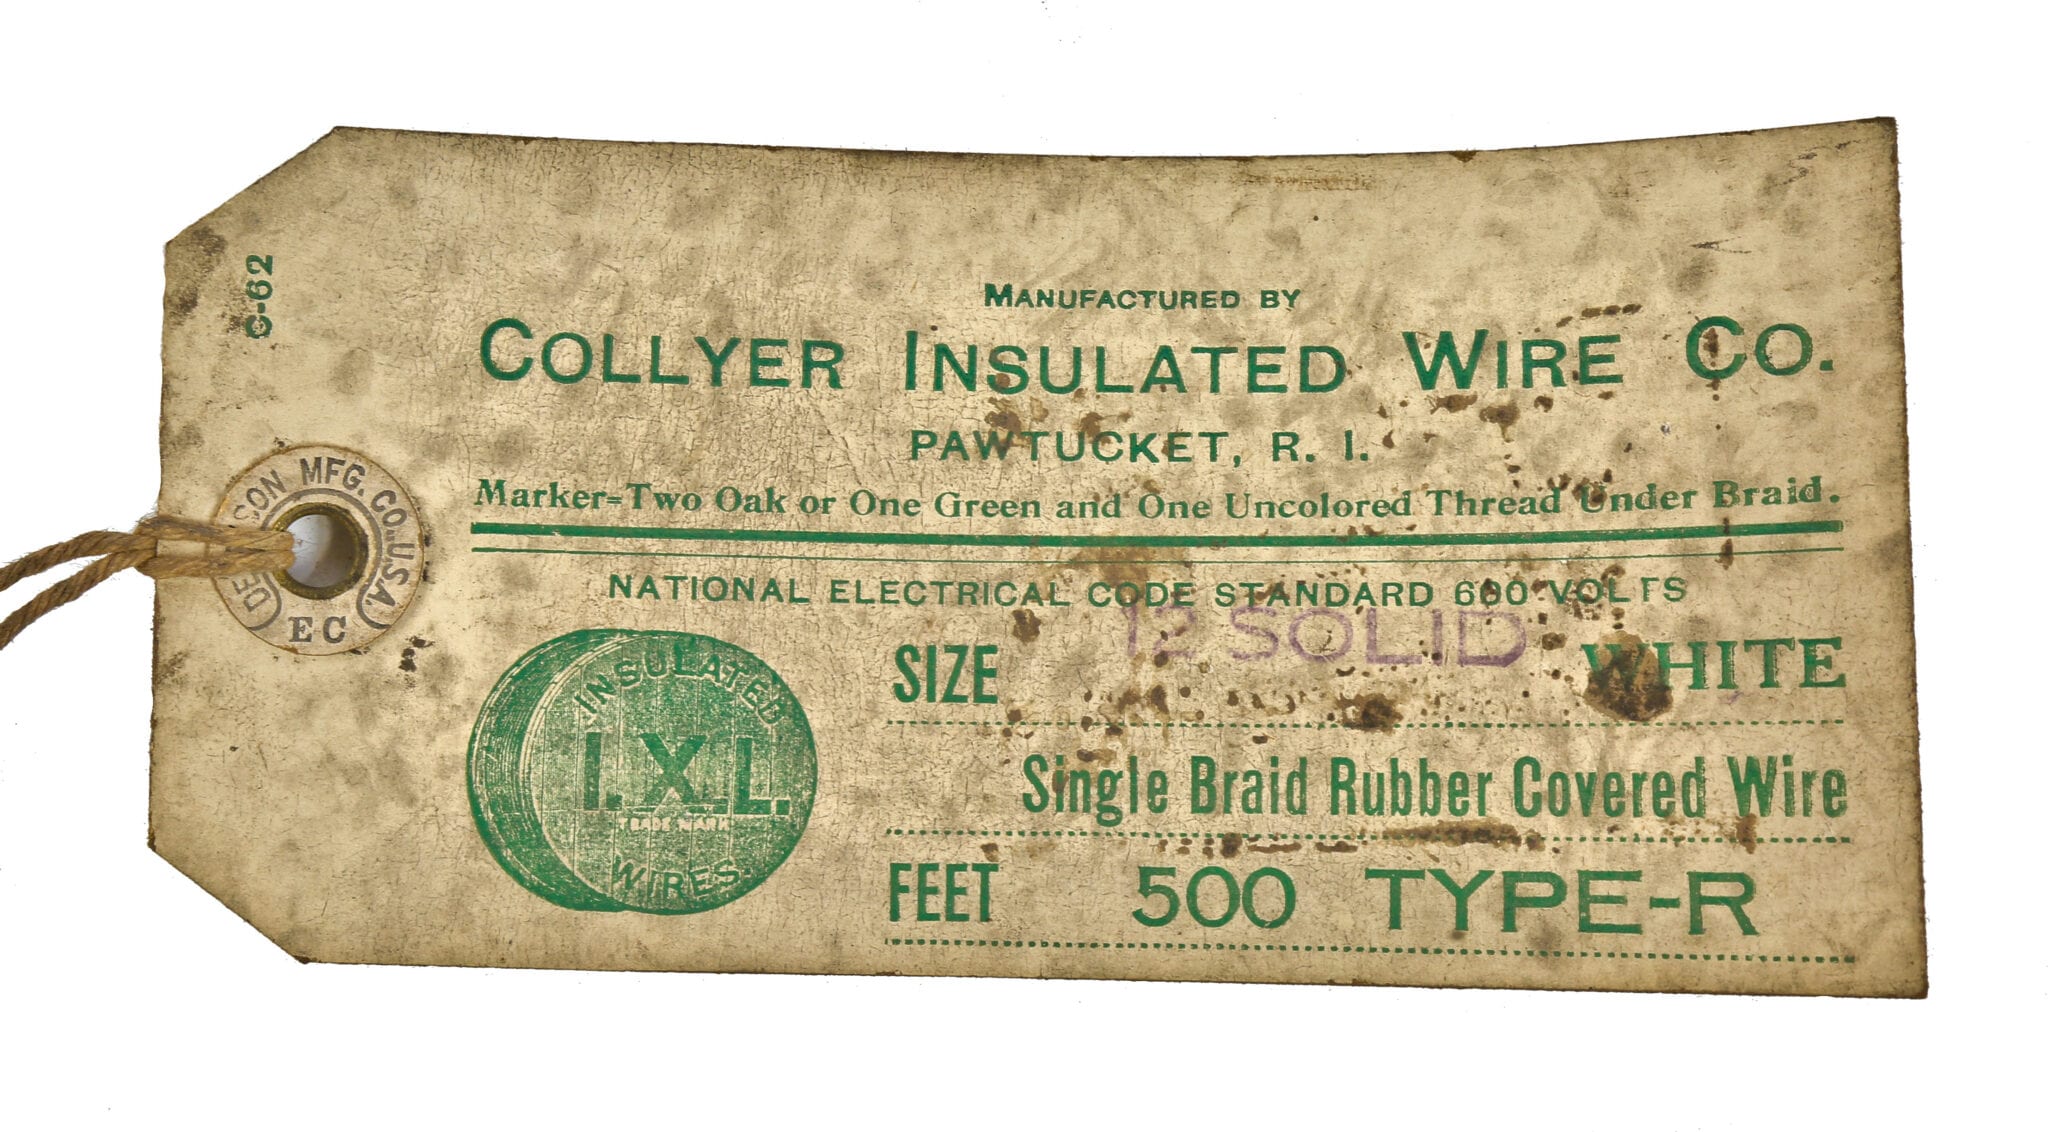 C-62
DE SON MFG. CO. U.S.A.
EC
MANUFACTURED BY
COLLYER INSULATED WIRE CO.
PAWTUCKET, R. I.
Marker=Two Oak or One Green and One Uncolored Thread Under Braid.
NATIONAL ELECTRICAL CODE STANDARD 600 VOLTS
12 SOLID
SIZE WHITE
Single Braid Rubber Covered Wire
FEET 500 TYPE-R
INSULATED
I.X.L.
TRADE MARK
WIRES